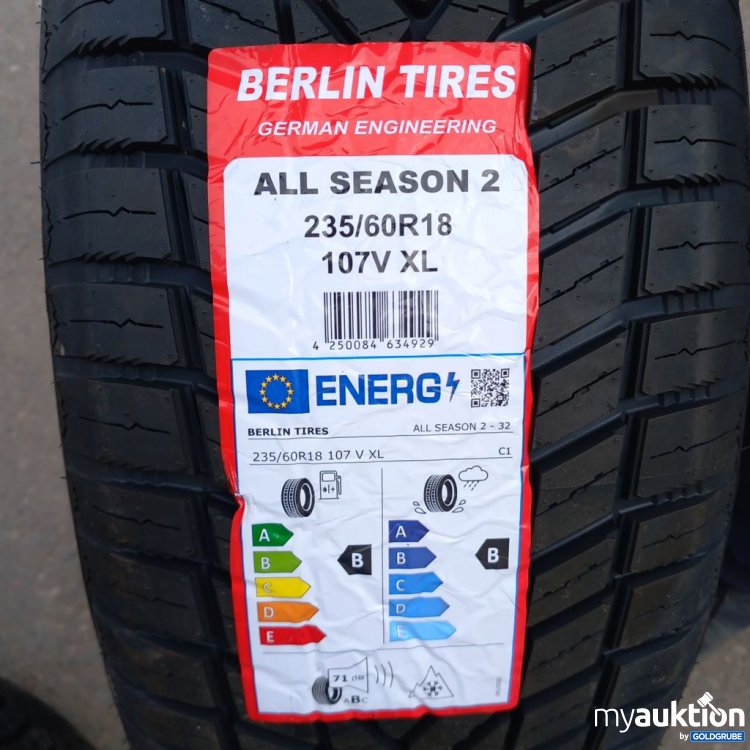 BERLIN TIRES
GERMAN ENGINEERING
ALL SEASON 2
235/60R18
107V XL
4 250084 634929
ENERG
BERLIN TIRES ALL SEASON 2 - 32
235/60R18 107 V XL C1
A A
B B B B
C C
D D
E E
71 dB
ABC
myauktion
by GOLDGRUBE